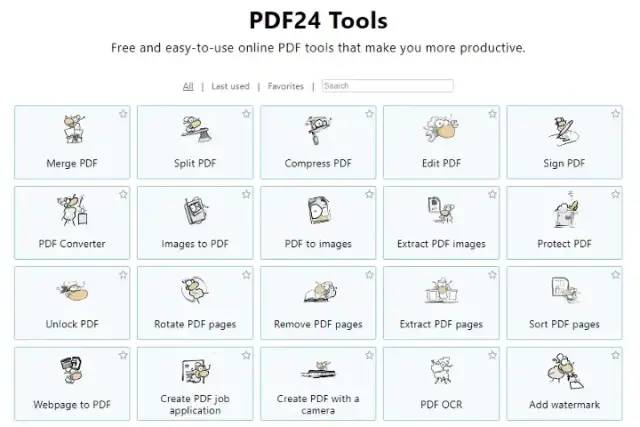 PDF24 Tools
Free and easy-to-use online PDF tools that make you more productive.
All | Last used | Favorites | Search
Merge PDF
Split PDF
Compress PDF
Edit PDF
Sign PDF
PDF Converter
Images to PDF
PDF to images
Extract PDF images
Protect PDF
Unlock PDF
Rotate PDF pages
Remove PDF pages
Extract PDF pages
Sort PDF pages
Webpage to PDF
Create PDF job
application
Create PDF with a
camera
PDF OCR
Add watermark